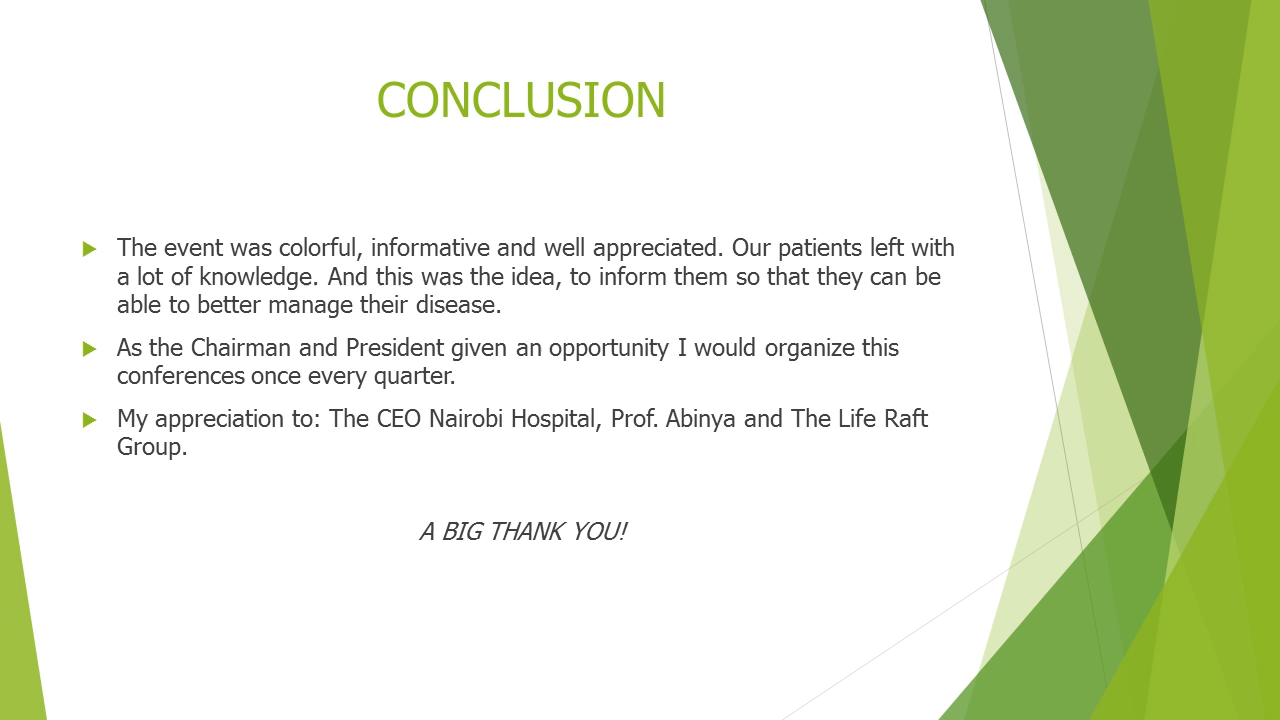 CONCLUSION
The event was colorful, informative and well appreciated. Our patients left with
a lot of knowledge. And this was the idea, to inform them so that they can be
able to better manage their disease.
As the Chairman and President given an opportunity I would organize this
conferences once every quarter.
My appreciation to: The CEO Nairobi Hospital, Prof. Abinya and The Life Raft
Group.
A BIG THANK YOU!